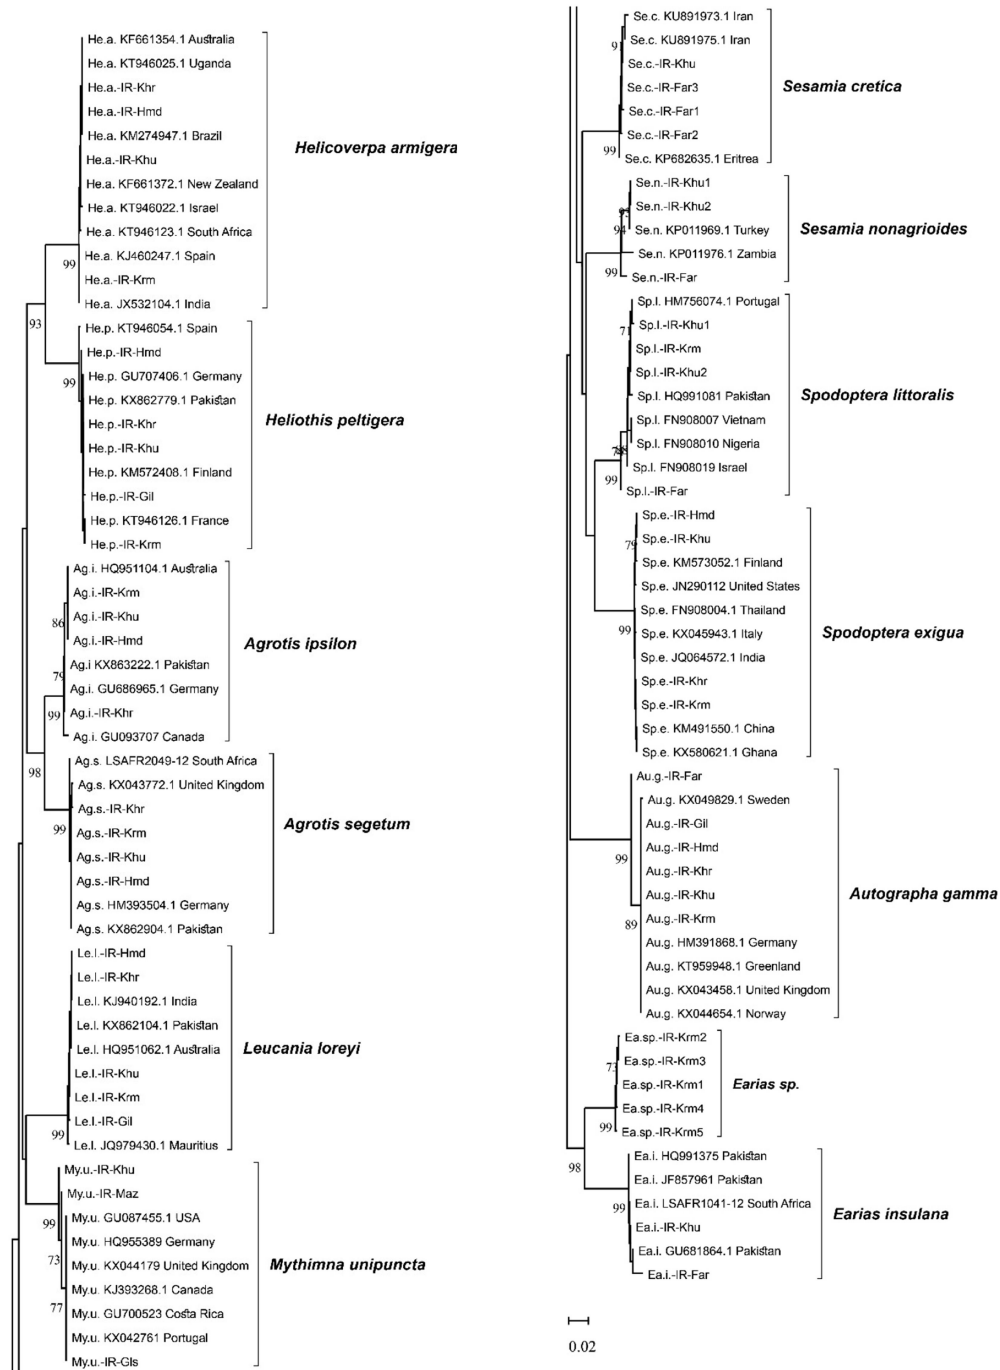 He.a. KF661354.1 Australia
He.a. KT946025.1 Uganda
He.a.-IR-Khr
He.a.-IR-Hmd
He.a. KM274947.1 Brazil
He.a.-IR-Khu
He.a. KF661372.1 New Zealand
He.a. KT946022.1 Israel
He.a. KT946123.1 South Africa
He.a. KJ460247.1 Spain
He.a.-IR-Krm
He.a. JX532104.1 India
99
Helicoverpa armigera
93
He.p. KT946054.1 Spain
He.p.-IR-Hmd
He.p. GU707406.1 Germany
He.p. KX862779.1 Pakistan
He.p.-IR-Khr
He.p.-IR-Khu
He.p. KM572408.1 Finland
He.p.-IR-Gil
He.p. KT946126.1 France
He.p.-IR-Krm
99
Heliothis peltigera
Ag.i. HQ951104.1 Australia
Ag.i.-IR-Krm
Ag.i.-IR-Khu
Ag.i.-IR-Hmd
Ag.i KX863222.1 Pakistan
Ag.i. GU686965.1 Germany
Ag.i.-IR-Khr
Ag.i. GU093707 Canada
86
79
99
Agrotis ipsilon
98
Ag.s. LSAFR2049-12 South Africa
Ag.s. KX043772.1 United Kingdom
Ag.s.-IR-Khr
Ag.s.-IR-Krm
Ag.s.-IR-Khu
Ag.s.-IR-Hmd
Ag.s. HM393504.1 Germany
Ag.s. KX862904.1 Pakistan
99
Agrotis segetum
Le.l.-IR-Hmd
Le.l.-IR-Khr
Le.l. KJ940192.1 India
Le.l. KX862104.1 Pakistan
Le.l. HQ951062.1 Australia
Le.l.-IR-Khu
Le.l.-IR-Krm
Le.l.-IR-Gil
Le.l. JQ979430.1 Mauritius
99
Leucania loreyi
My.u.-IR-Khu
My.u.-IR-Maz
My.u. GU087455.1 USA
My.u. HQ955389 Germany
My.u. KX044179 United Kingdom
My.u. KJ393268.1 Canada
My.u. GU700523 Costa Rica
My.u. KX042761 Portugal
My.u.-IR-Gls
99
73
77
Mythimna unipuncta
Se.c. KU891973.1 Iran
Se.c. KU891975.1 Iran
Se.c.-IR-Khu
Se.c.-IR-Far3
Se.c.-IR-Far1
Se.c.-IR-Far2
Se.c. KP682635.1 Eritrea
99
Sesamia cretica
Se.n.-IR-Khu1
Se.n.-IR-Khu2
Se.n. KP011969.1 Turkey
Se.n. KP011976.1 Zambia
Se.n.-IR-Far
94
99
Sesamia nonagrioides
Sp.l. HM756074.1 Portugal
Sp.l.-IR-Khu1
Sp.l.-IR-Krm
Sp.l.-IR-Khu2
Sp.l. HQ991081 Pakistan
Sp.l. FN908007 Vietnam
Sp.l. FN908010 Nigeria
Sp.l. FN908019 Israel
Sp.l.-IR-Far
71
99
Spodoptera littoralis
Sp.e.-IR-Hmd
Sp.e.-IR-Khu
Sp.e. KM573052.1 Finland
Sp.e. JN290112 United States
Sp.e. FN908004.1 Thailand
Sp.e. KX045943.1 Italy
Sp.e. JQ064572.1 India
Sp.e.-IR-Khr
Sp.e.-IR-Krm
Sp.e. KM491550.1 China
Sp.e. KX580621.1 Ghana
79
99
Spodoptera exigua
Au.g.-IR-Far
Au.g. KX049829.1 Sweden
Au.g.-IR-Gil
Au.g.-IR-Hmd
Au.g.-IR-Khr
Au.g.-IR-Khu
Au.g.-IR-Krm
Au.g. HM391868.1 Germany
Au.g. KT959948.1 Greenland
Au.g. KX043458.1 United Kingdom
Au.g. KX044654.1 Norway
99
89
Autographa gamma
Ea.sp.-IR-Krm2
Ea.sp.-IR-Krm3
Ea.sp.-IR-Krm1
Ea.sp.-IR-Krm4
Ea.sp.-IR-Krm5
73
99
Earias sp.
98
Ea.i. HQ991375 Pakistan
Ea.i. JF857961 Pakistan
Ea.i. LSAFR1041-12 South Africa
Ea.i.-IR-Khu
Ea.i. GU681864.1 Pakistan
Ea.i.-IR-Far
99
Earias insulana
0.02